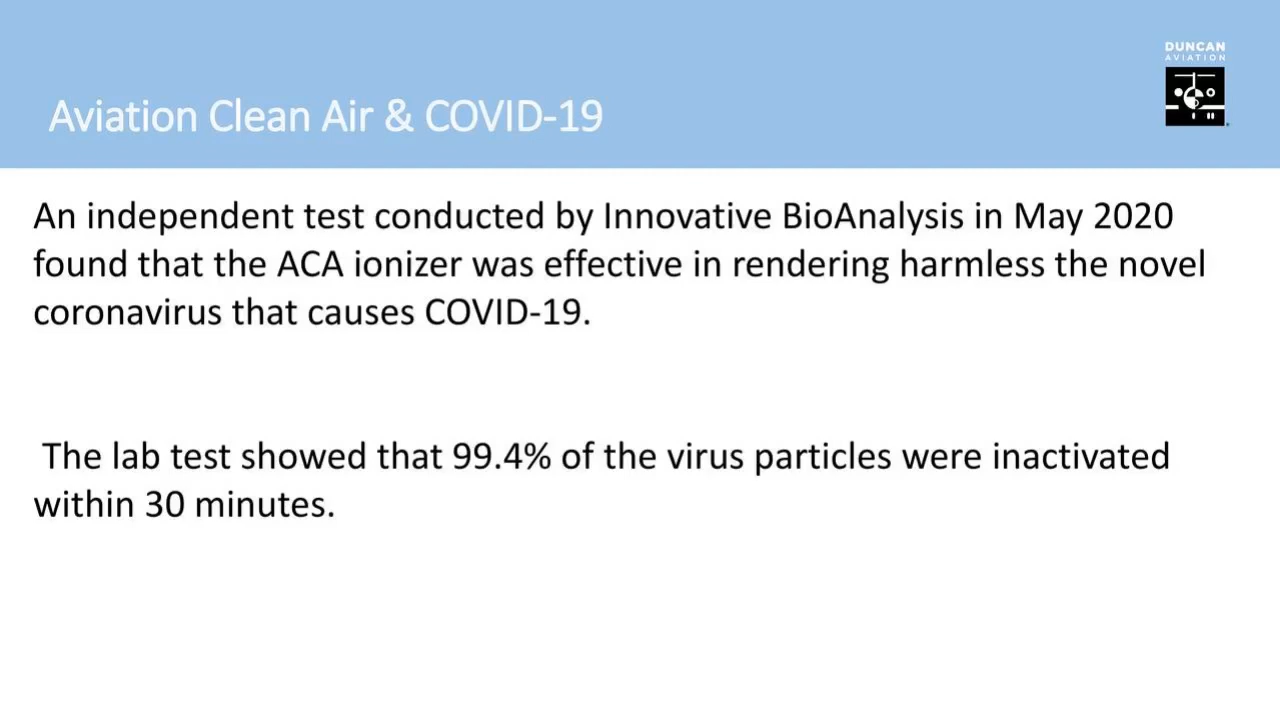 DUNCAN
AVIATION
Aviation Clean Air & COVID-19
An independent test conducted by Innovative BioAnalysis in May 2020
found that the ACA ionizer was effective in rendering harmless the novel
coronavirus that causes COVID-19.
The lab test showed that 99.4% of the virus particles were inactivated
within 30 minutes.